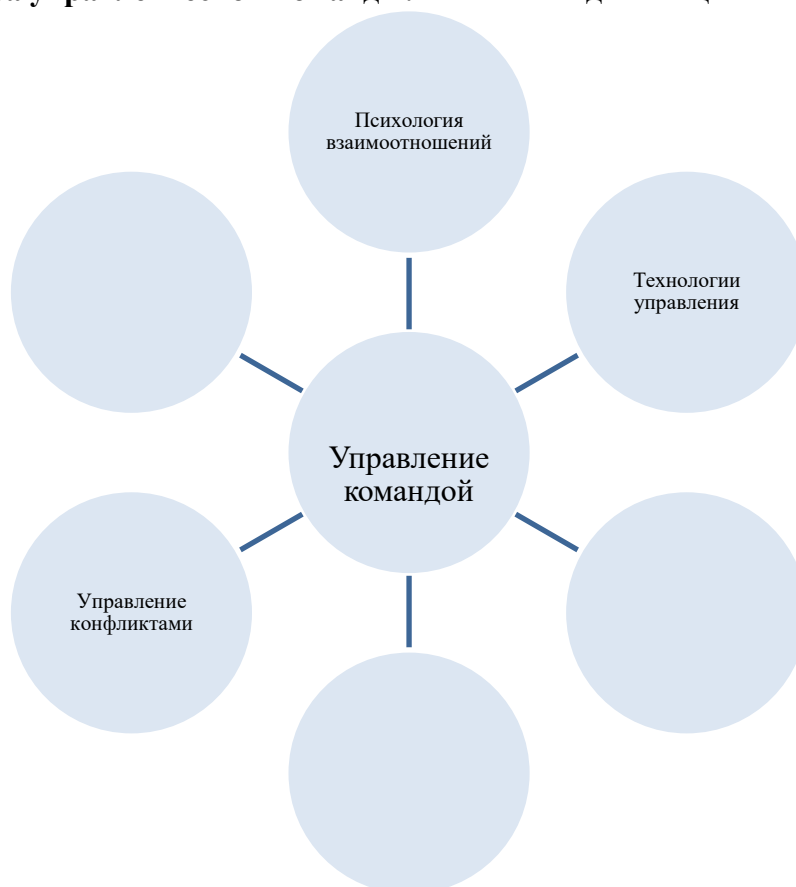 Психология
взаимоотношений
Технологии
управления
Управление
командой
Управление
конфликтами